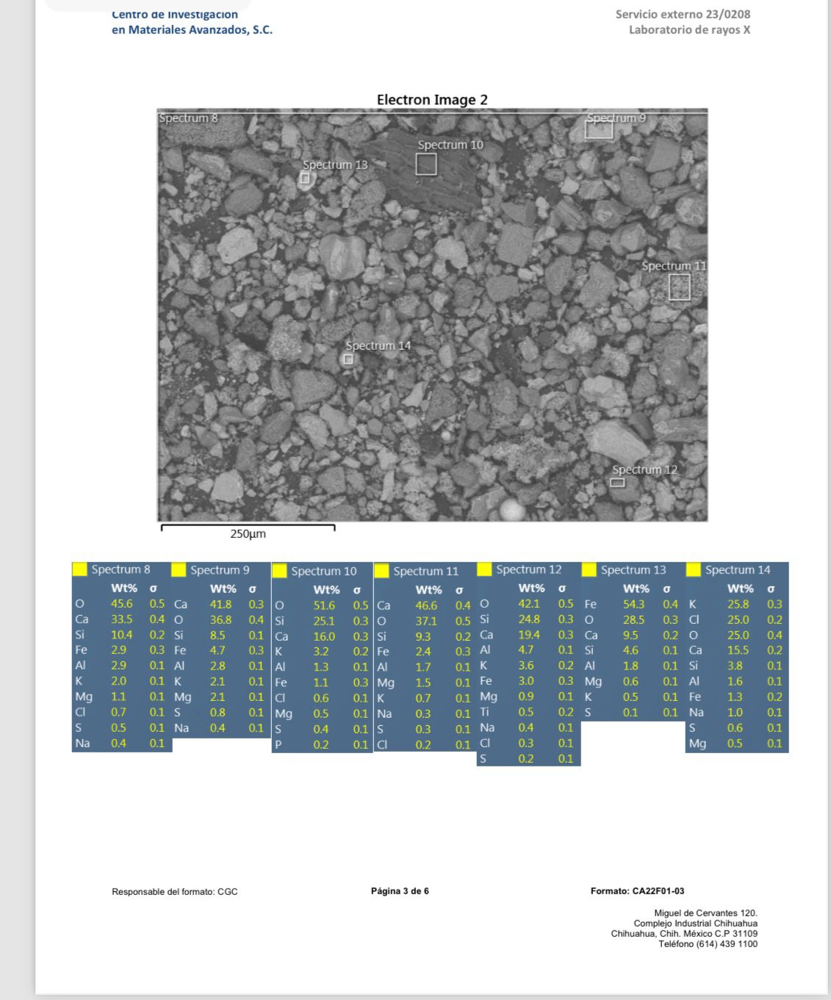 Centro de Investigación
en Materiales Avanzados, S.C.
Servicio externo 23/0208
Laboratorio de rayos X
Electron Image 2
Spectrum 8
Spectrum 9
Spectrum 10
Spectrum 13
Spectrum 11
Spectrum 14
Spectrum 12
250µm
Spectrum 8
Wt% σ
O 45.6 0.5
Ca 33.5 0.4
Si 10.4 0.2
Fe 2.9 0.3
Al 2.9 0.1
K 2.0 0.1
Mg 1.1 0.1
Cl 0.7 0.1
S 0.5 0.1
Na 0.4 0.1
Spectrum 9
Wt% σ
Ca 41.8 0.3
O 36.8 0.4
Si 8.5 0.1
Fe 4.7 0.3
Al 2.8 0.1
K 2.1 0.1
Mg 2.1 0.1
S 0.8 0.1
Na 0.4 0.1
Spectrum 10
Wt% σ
O 51.6 0.5
Si 25.1 0.3
Ca 16.0 0.3
K 3.2 0.2
Al 1.3 0.1
Fe 1.1 0.3
Cl 0.6 0.1
Mg 0.5 0.1
S 0.4 0.1
P 0.2 0.1
Spectrum 11
Wt% σ
Ca 46.6 0.4
O 37.1 0.5
Si 9.3 0.2
Fe 2.4 0.3
Al 1.7 0.1
Mg 1.5 0.1
K 0.7 0.1
Na 0.3 0.1
S 0.3 0.1
Cl 0.2 0.1
Spectrum 12
Wt% σ
O 42.1 0.5
Si 24.8 0.3
Ca 19.4 0.3
Al 4.7 0.1
K 3.6 0.2
Fe 3.0 0.3
Mg 0.9 0.1
Ti 0.5 0.2
Na 0.4 0.1
Cl 0.3 0.1
S 0.2 0.1
Spectrum 13
Wt% σ
Fe 54.3 0.4
O 28.5 0.3
Ca 9.5 0.2
Si 4.6 0.1
Al 1.8 0.1
Mg 0.6 0.1
K 0.5 0.1
S 0.1 0.1
Spectrum 14
Wt% σ
K 25.8 0.3
Cl 25.0 0.2
O 25.0 0.4
Ca 15.5 0.2
Si 3.8 0.1
Al 1.6 0.1
Fe 1.3 0.2
Na 1.0 0.1
S 0.6 0.1
Mg 0.5 0.1
Responsable del formato: CGC
Página 3 de 6
Formato: CA22F01-03
Miguel de Cervantes 120.
Complejo Industrial Chihuahua
Chihuahua, Chih. México C.P 31109
Teléfono (614) 439 1100